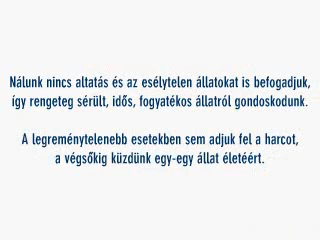 Nálunk nincs altatás és az esélytelen állatokat is befogadjuk,
így rengeteg sérült, idős, fogyatékos állatról gondoskodunk.
A legreménytelenebb esetekben sem adjuk fel a harcot,
a végsőkig küzdünk egy-egy állat életéért.